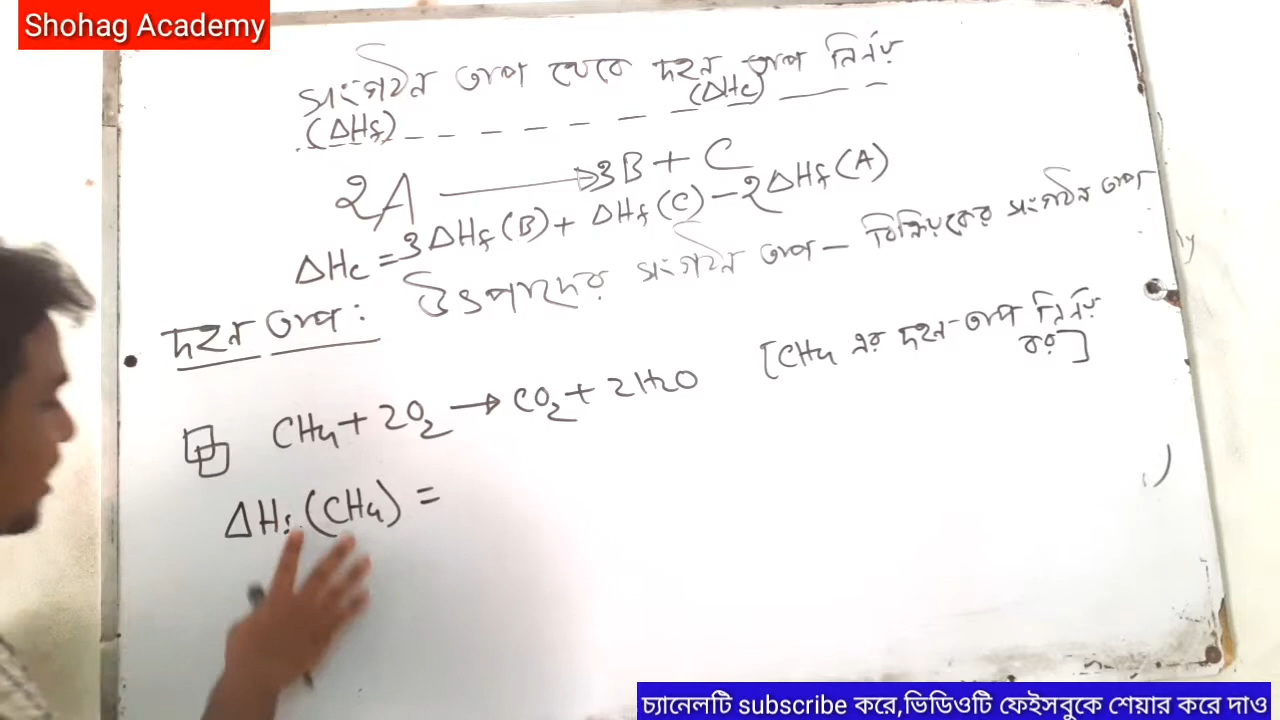 Shohag Academy
সংগঠন তাপ থেকে দহন তাপ নির্ণয়
(ΔHf) (ΔHc)
2A → 3B + C
ΔHc = 3ΔHf(B) + ΔHf(C) − 2ΔHf(A)
• দহন তাপ: উৎপাদের সংগঠন তাপ − বিক্রিয়কের সংগঠন তাপ
CH4 + 2O2 → CO2 + 2H2O [CH4 এর দহন-তাপ নির্ণয়
কর]
ΔHf(CH4) =
চ্যানেলটি subscribe করে,ভিডিওটি ফেইসবুকে শেয়ার করে দাও